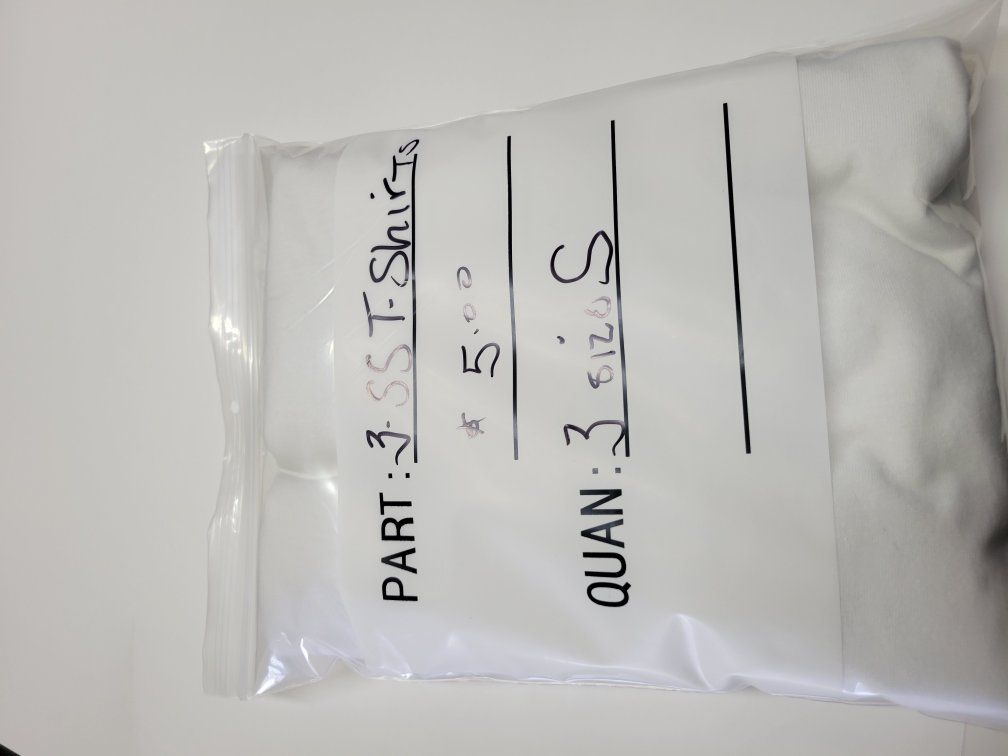 PART: 3-SS T-Shirts
$ 5.00
QUAN: 3 size S